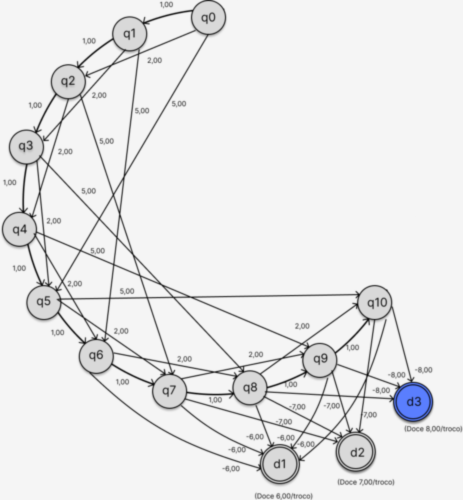 1,00
q0
q1
1,00
2,00
q2
2,00
5,00
5,00
1,00
q3
2,00
5,00
1,00
5,00
q4
2,00
5,00
1,00
5,00
q5
q10
1,00
2,00
2,00
q6
2,00
2,00
q9
1,00
1,00
q7
1,00
q8
1,00
-8,00
-8,00
-8,00
d3
-7,00
-7,00
-7,00
-7,00
(Doce 8,00/troco)
-6,00
-6,00
-6,00
-6,00
-6,00
d1
d2
(Doce 7,00/troco)
(Doce 6,00/troco)